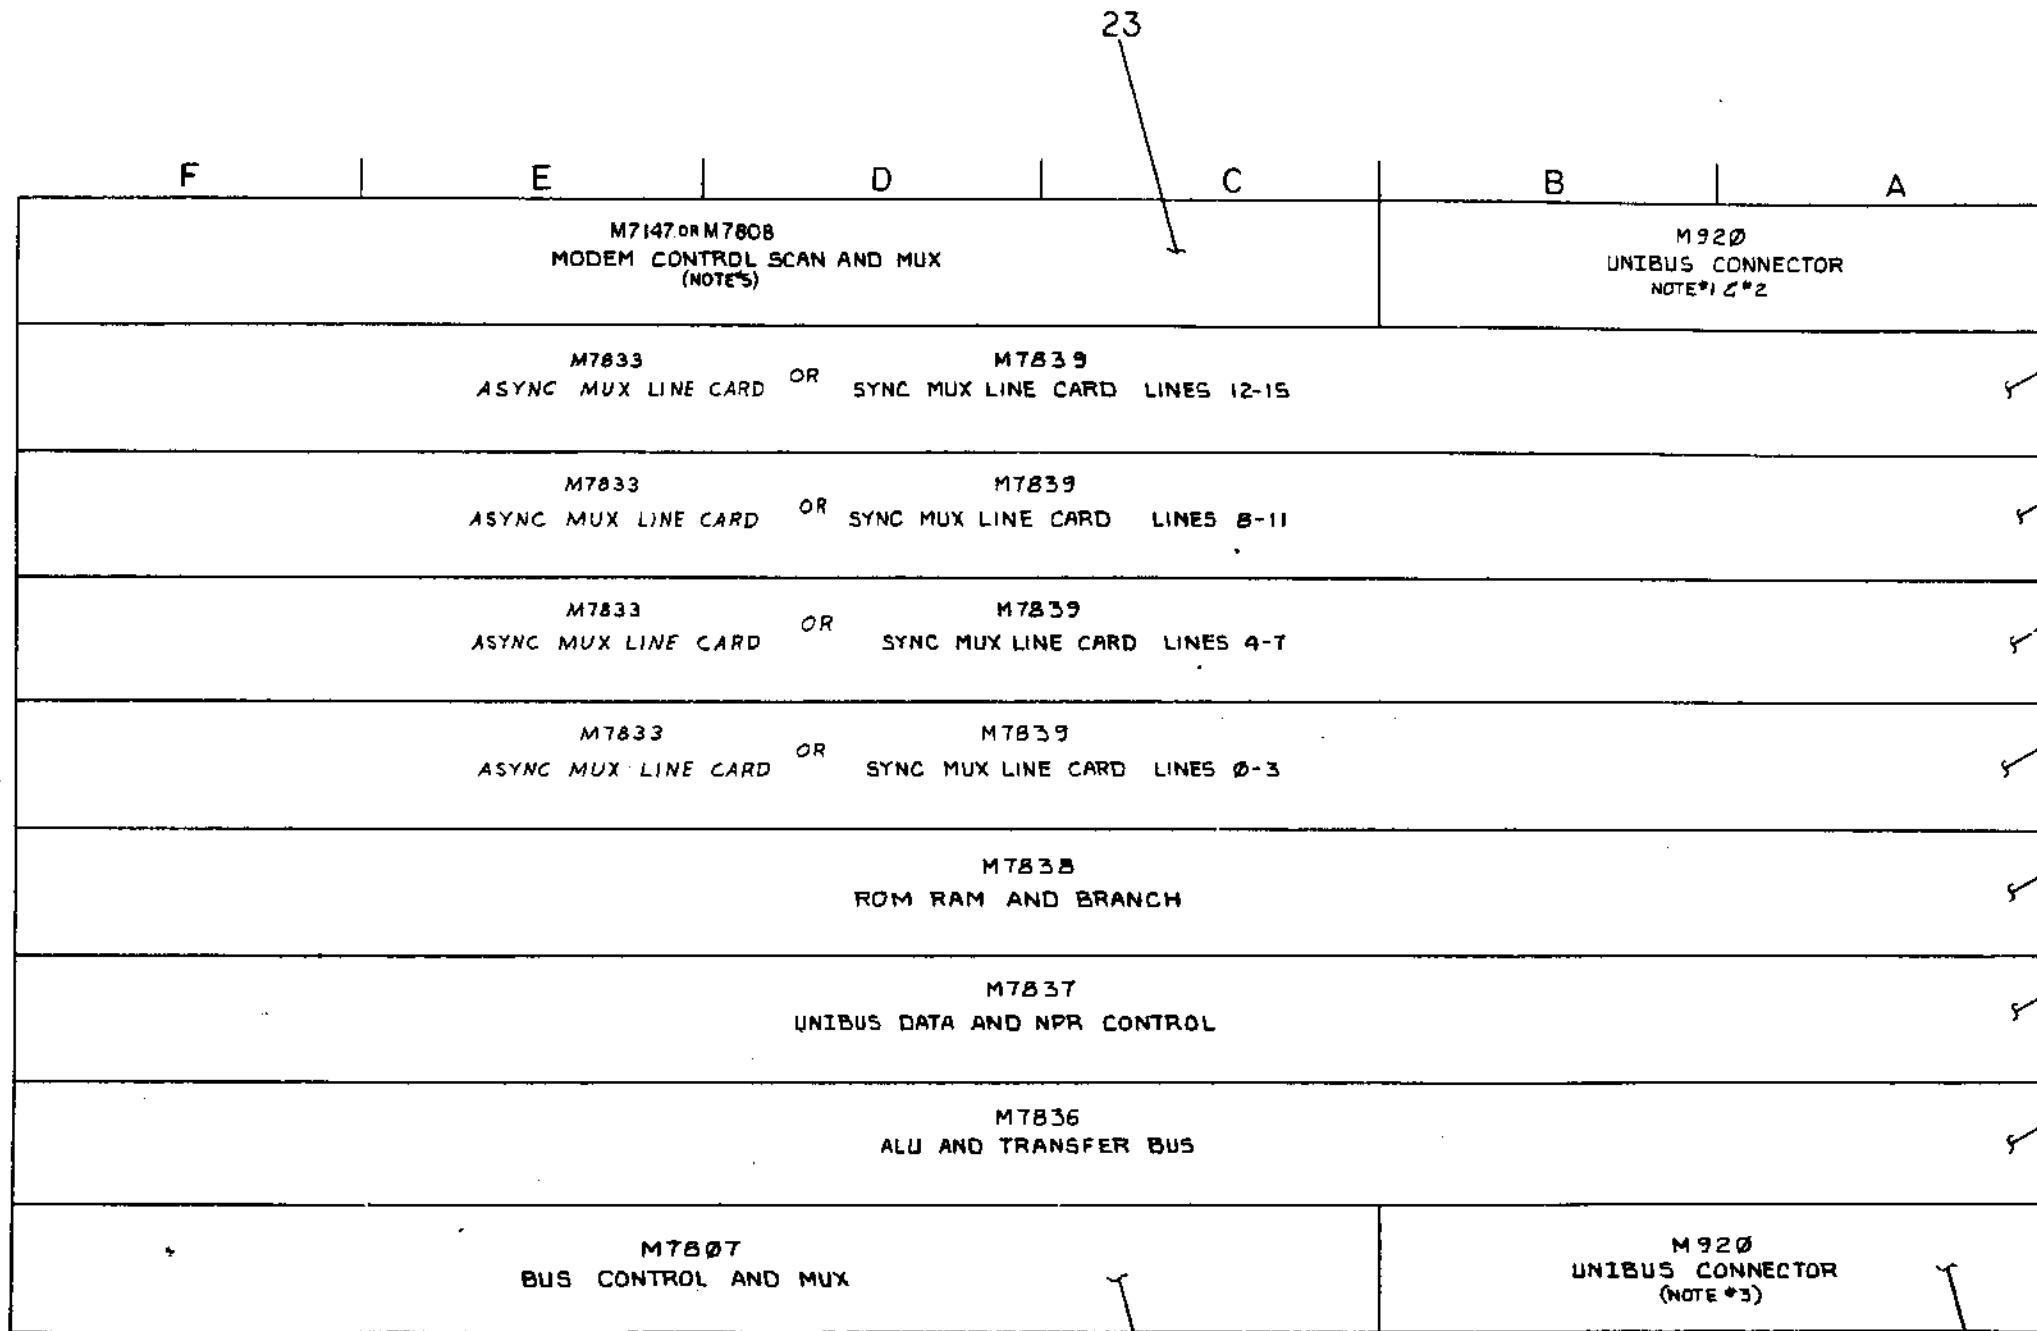 23
F E D C B A
M7147 OR M7808
MODEM CONTROL SCAN AND MUX
(NOTE#5)
M92Ø
UNIBUS CONNECTOR
NOTE#1 & #2
M7833 OR M7839
ASYNC MUX LINE CARD SYNC MUX LINE CARD LINES 12-15
M7833 OR M7839
ASYNC MUX LINE CARD SYNC MUX LINE CARD LINES 8-11
M7833 OR M7839
ASYNC MUX LINE CARD SYNC MUX LINE CARD LINES 4-7
M7833 OR M7839
ASYNC MUX LINE CARD SYNC MUX LINE CARD LINES Ø-3
M7838
ROM RAM AND BRANCH
M7837
UNIBUS DATA AND NPR CONTROL
M7836
ALU AND TRANSFER BUS
M78Ø7
BUS CONTROL AND MUX
M92Ø
UNIBUS CONNECTOR
(NOTE #3)